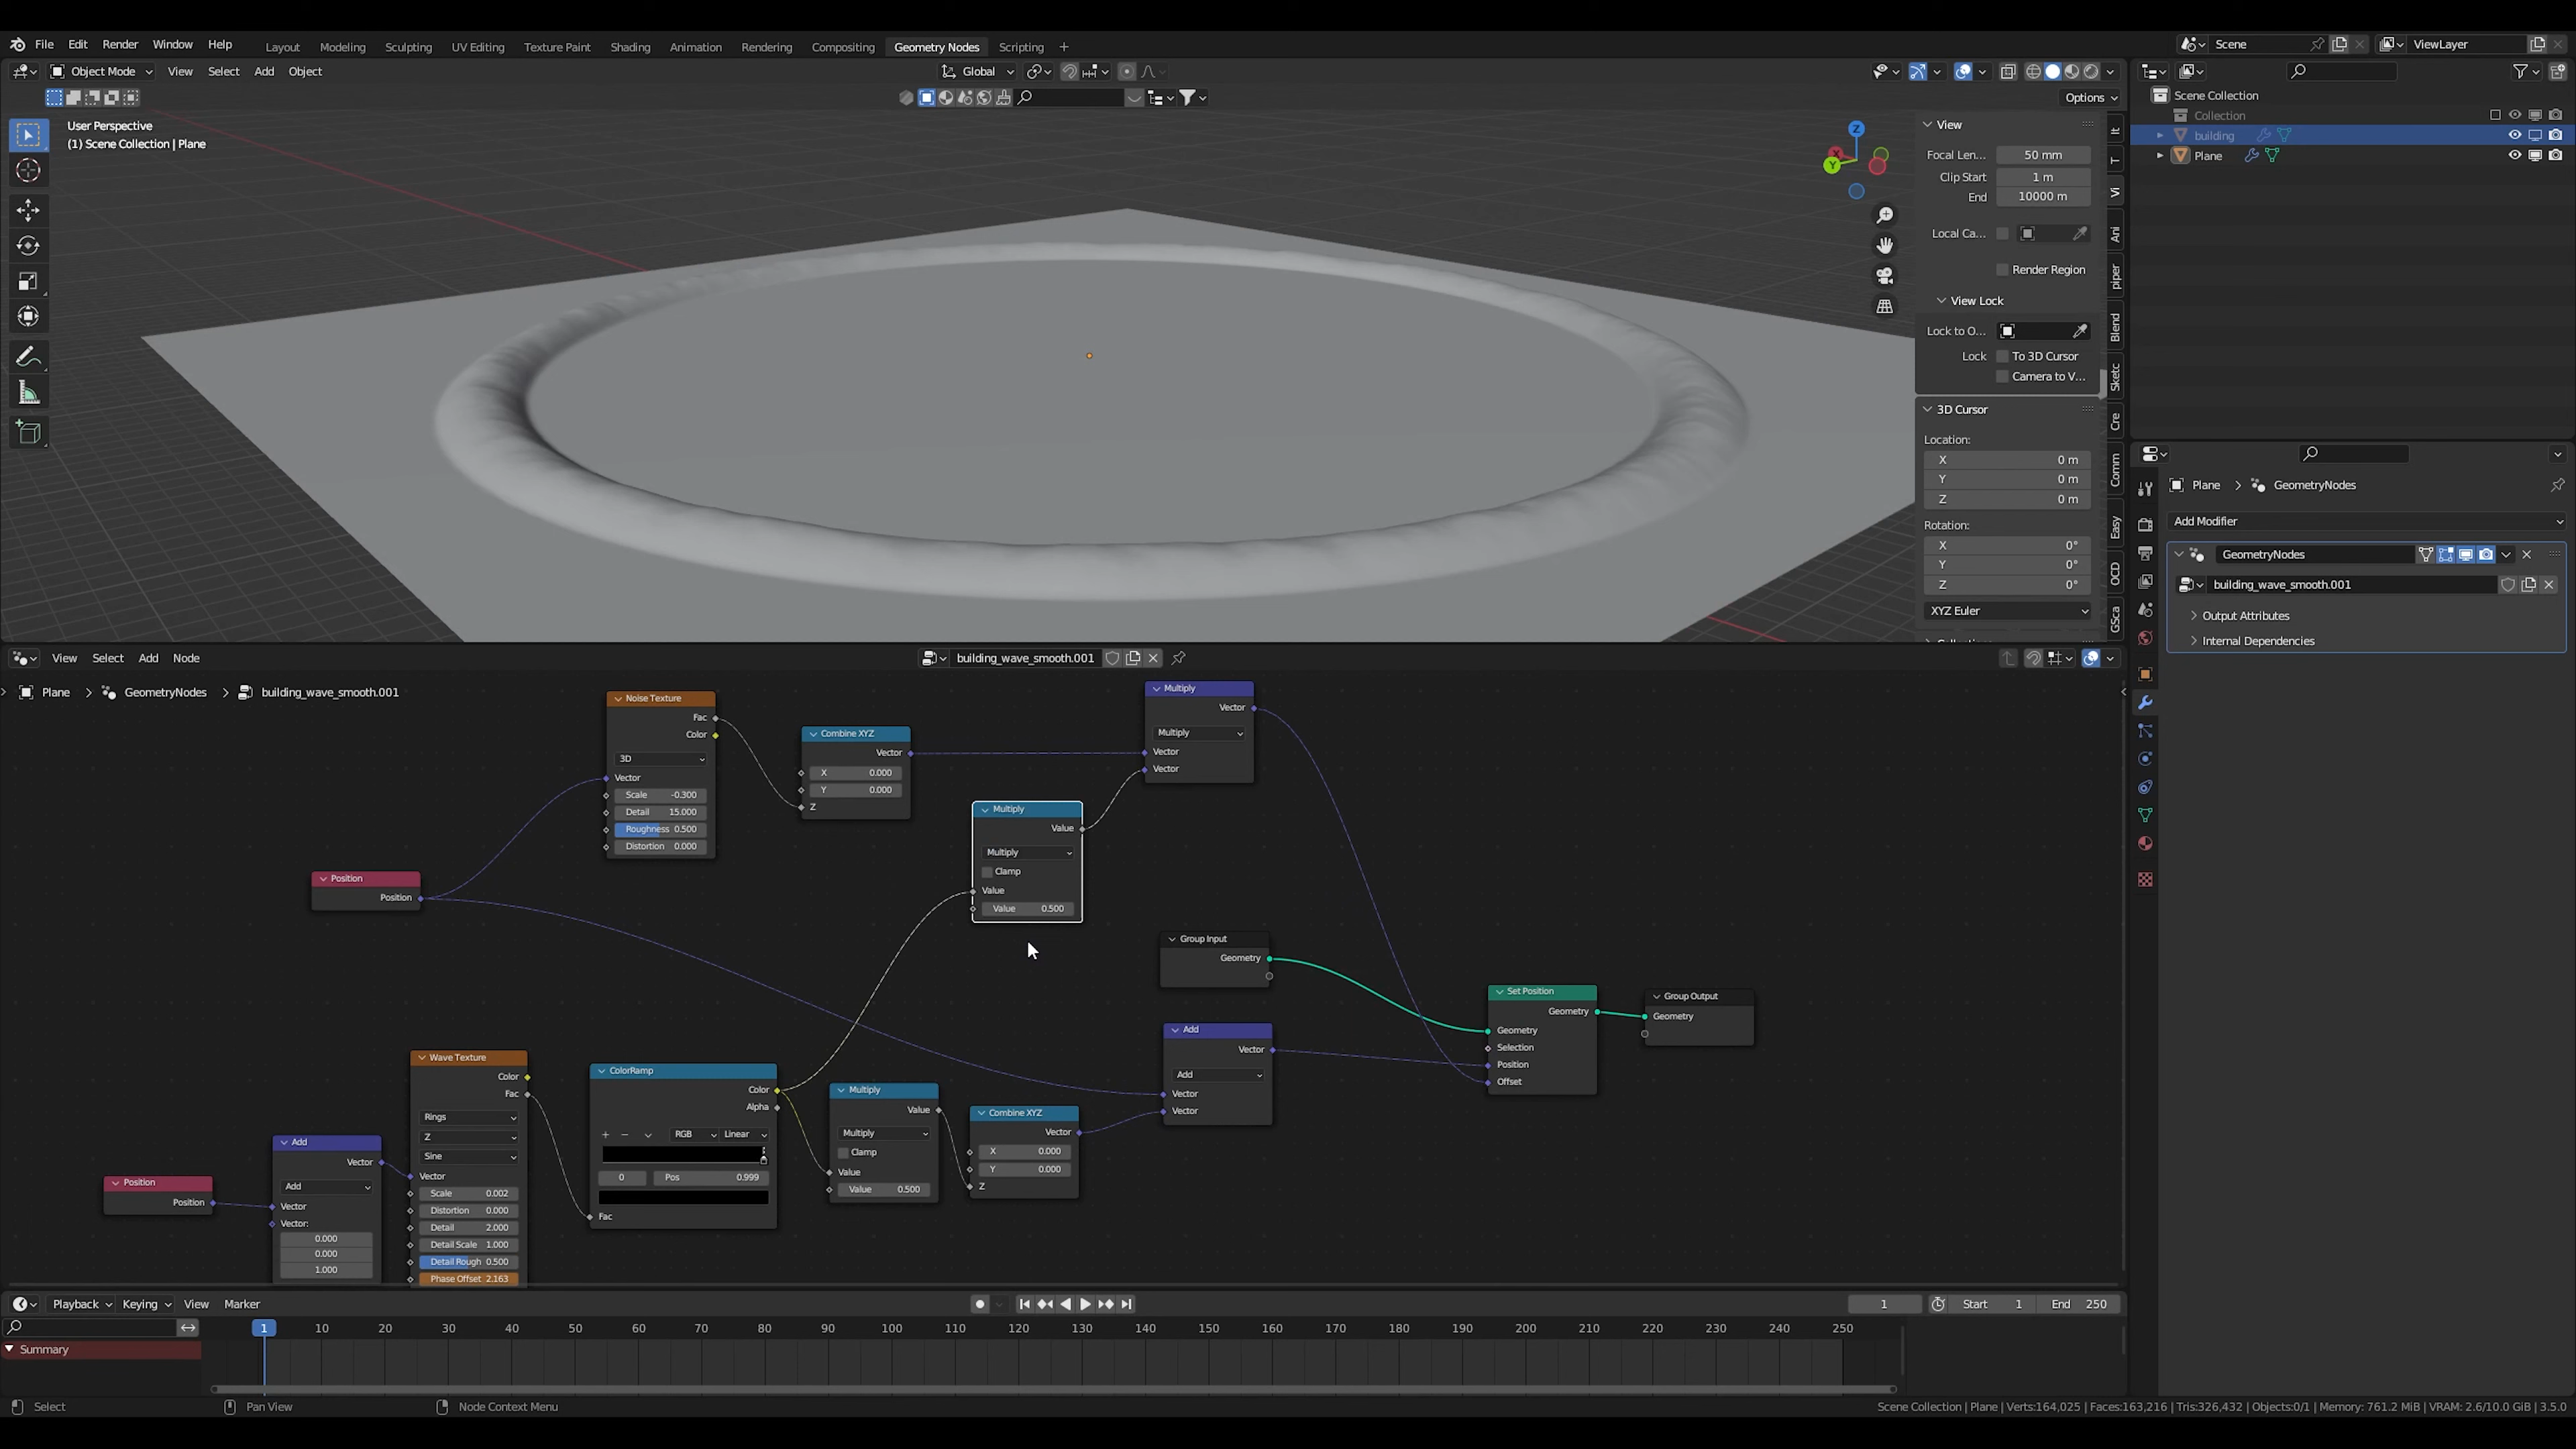 File Edit Render Window Help
Layout Modeling Sculpting UV Editing Texture Paint Shading Animation Rendering Compositing Geometry Nodes Scripting +
Scene
ViewLayer
Object Mode View Select Add Object
Global
Options
User Perspective
(1) Scene Collection | Plane
X
Y
Z
View
Focal Len... 50 mm
Clip Start 1 m
End 10000 m
Local Ca...
Render Region
View Lock
Lock to O...
Lock To 3D Cursor
Camera to V...
3D Cursor
Location:
X 0 m
Y 0 m
Z 0 m
Rotation:
X 0°
Y 0°
Z 0°
XYZ Euler
It
T
Vi
Ani
piper
Blend
Sketc
Cre
Comm
Easy
OCD
GSca
Scene Collection
Collection
building
Plane
Plane > GeometryNodes
Add Modifier
GeometryNodes
building_wave_smooth.001
Output Attributes
Internal Dependencies
View Select Add Node
building_wave_smooth.001
Plane > GeometryNodes > building_wave_smooth.001
Noise Texture
Fac
Color
3D
Vector
Scale -0.300
Detail 15.000
Roughness 0.500
Distortion 0.000
Combine XYZ
Vector
X 0.000
Y 0.000
Z
Multiply
Vector
Multiply
Vector
Vector
Multiply
Value
Multiply
Clamp
Value
Value 0.500
Position
Position
Group Input
Geometry
Set Position
Geometry
Geometry
Selection
Position
Offset
Group Output
Geometry
Add
Vector
Add
Vector
Vector
Wave Texture
Color
Fac
Rings
Z
Sine
Vector
Scale 0.002
Distortion 0.000
Detail 2.000
Detail Scale 1.000
Detail Rough 0.500
Phase Offset 2.163
ColorRamp
Color
Alpha
+ − RGB Linear
0 Pos 0.999
Fac
Multiply
Value
Multiply
Clamp
Value
Value 0.500
Combine XYZ
Vector
X 0.000
Y 0.000
Z
Add
Vector
Add
Vector
Vector:
0.000
0.000
1.000
Position
Position
Playback Keying View Marker
1 Start 1 End 250
1 10 20 30 40 50 60 70 80 90 100 110 120 130 140 150 160 170 180 190 200 210 220 230 240 250
Summary
Select Pan View Node Context Menu
Scene Collection | Plane | Verts:164,025 | Faces:163,216 | Tris:326,432 | Objects:0/1 | Memory: 761.2 MiB | VRAM: 2.6/10.0 GiB | 3.5.0